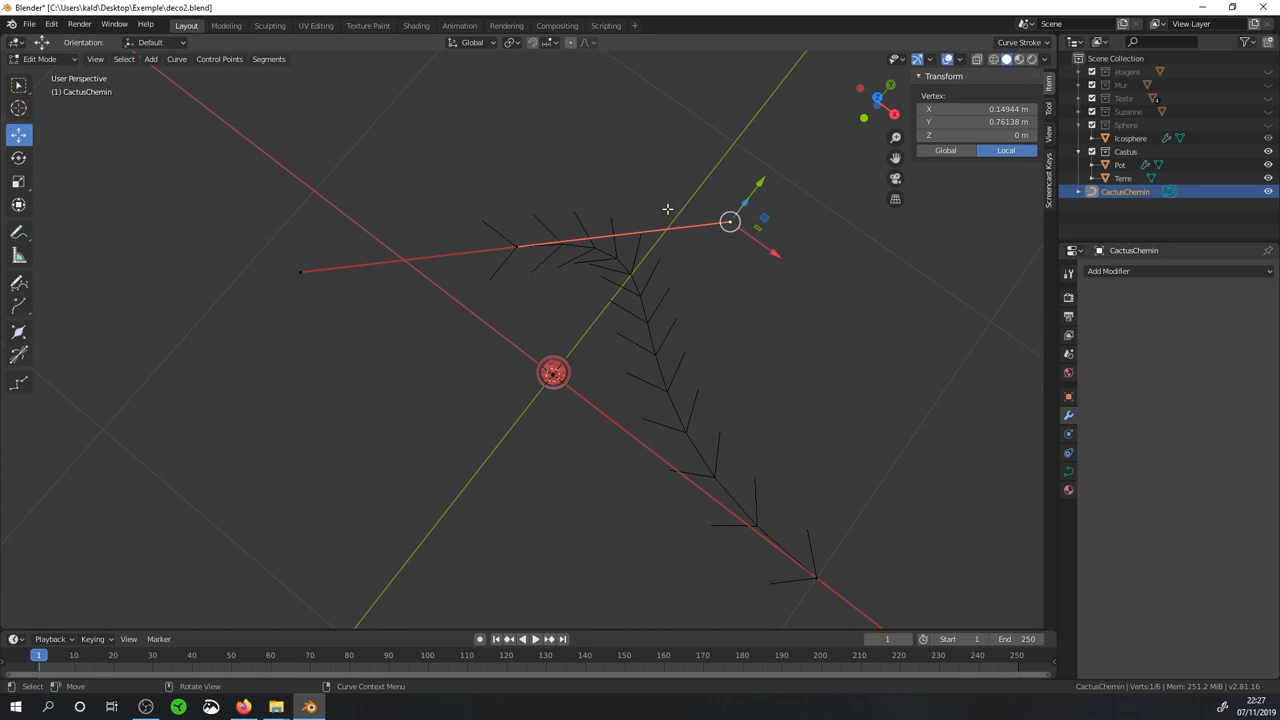 Blender* [C:\Users\kald\Desktop\Exemple\deco2.blend]
File Edit Render Window Help Layout Modeling Sculpting UV Editing Texture Paint Shading Animation Rendering Compositing Scripting + Scene View Layer
Orientation: Default Global Curve Stroke
Edit Mode View Select Add Curve Control Points Segments
User Perspective
(1) CactusChemin
Transform
Vertex:
X 0.14944 m
Y 0.76138 m
Z 0 m
Global Local
Item
Tool
View
Screencast Keys
Z
Y
X
Scene Collection
etagere
Mur
Texte 4
Suzanne
Sphere
Icosphere
Castus
Pot
Terre
CactusChemin
CactusChemin
Add Modifier
Playback Keying View Marker 1 Start 1 End 250
1 10 20 30 40 50 60 70 80 90 100 110 120 130 140 150 160 170 180 190 200 210 220 230 240 250
Select Move Rotate View Curve Context Menu CactusChemin | Verts:1/6 | Mem: 251.2 MiB | v2.81.16
22:27
07/11/2019